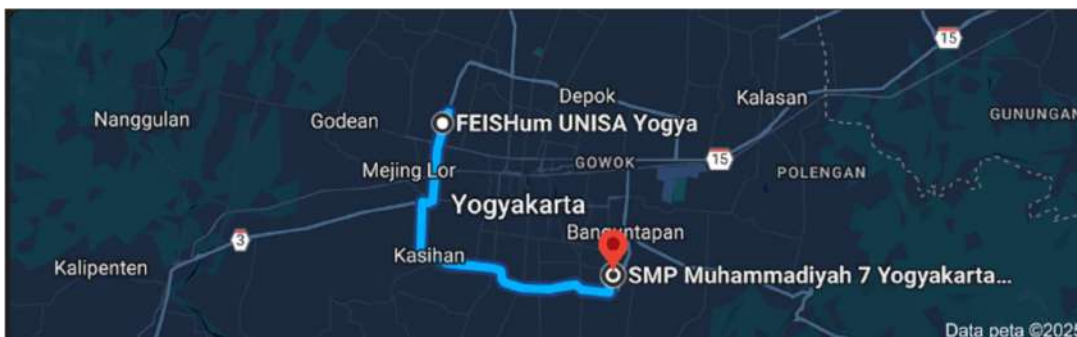 15
Depok
Kalasan
Nanggulan
Godean
FEISHum UNISA Yogya
GUNUNGAN
GOWOK
15
Mejing Lor
POLENGAN
Yogyakarta
Banguntapan
3
Kasihan
Kalipenten
SMP Muhammadiyah 7 Yogyakarta...
Data peta ©2025